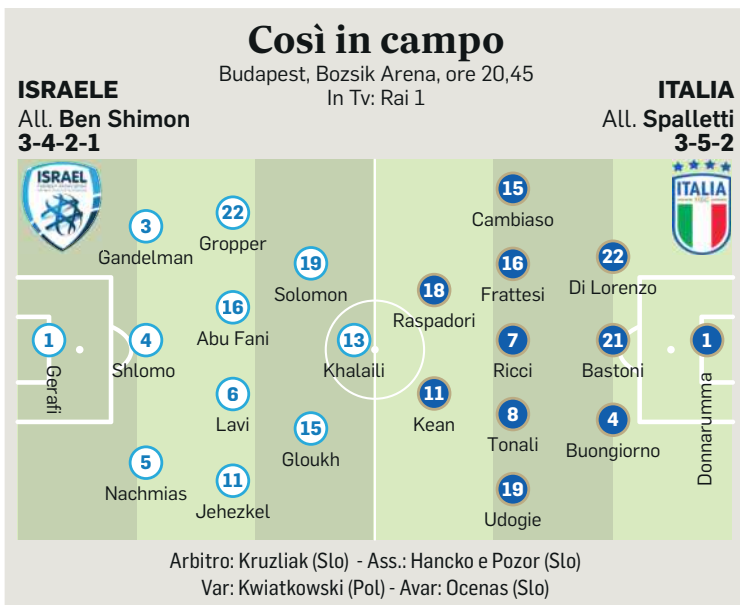 Così in campo
Budapest, Bozsik Arena, ore 20,45
In Tv: Rai 1
ISRAELE
All. Ben Shimon
3-4-2-1
ITALIA
All. Spalletti
3-5-2
ISRAEL
ITALIA
1
Gerafi
3
Gandelman
4
Shlomo
5
Nachmias
22
Gropper
16
Abu Fani
6
Lavi
11
Jehezkel
19
Solomon
15
Gloukh
13
Khalaili
18
Raspadori
11
Kean
15
Cambiaso
16
Frattesi
7
Ricci
8
Tonali
19
Udogie
22
Di Lorenzo
21
Bastoni
4
Buongiorno
1
Donnarumma
Arbitro: Kruzliak (Slo) - Ass.: Hancko e Pozor (Slo)
Var: Kwiatkowski (Pol) - Avar: Ocenas (Slo)